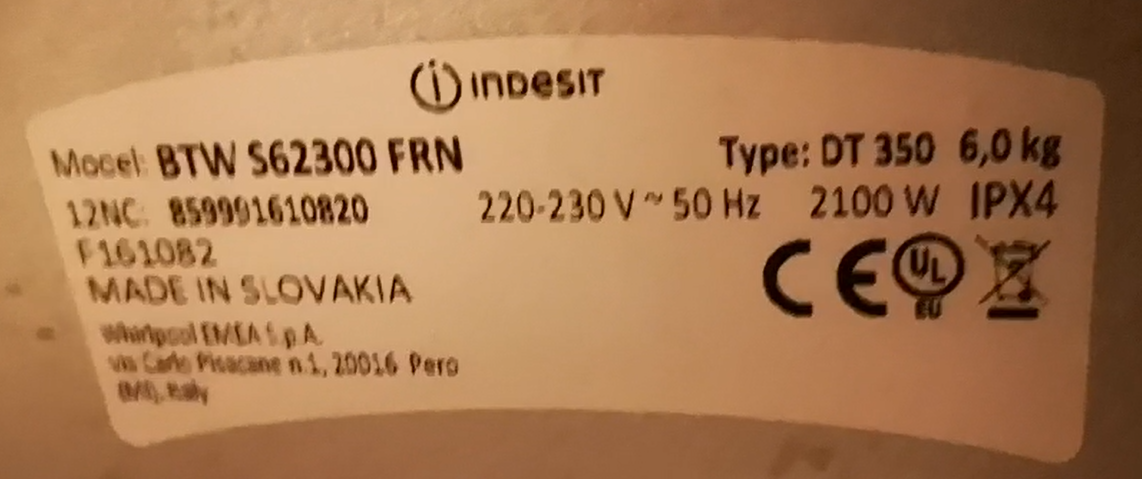 INDESIT
Model: BTW S62300 FRN
Type: DT 350 6,0 kg
12NC: 859991610820
220-230 V ~ 50 Hz 2100 W IPX4
F161082
MADE IN SLOVAKIA
CE UL
EU
Whirlpool EMEA S.p.A.
via Carlo Pisacane n.1, 20016 Pero
(MI), Italy